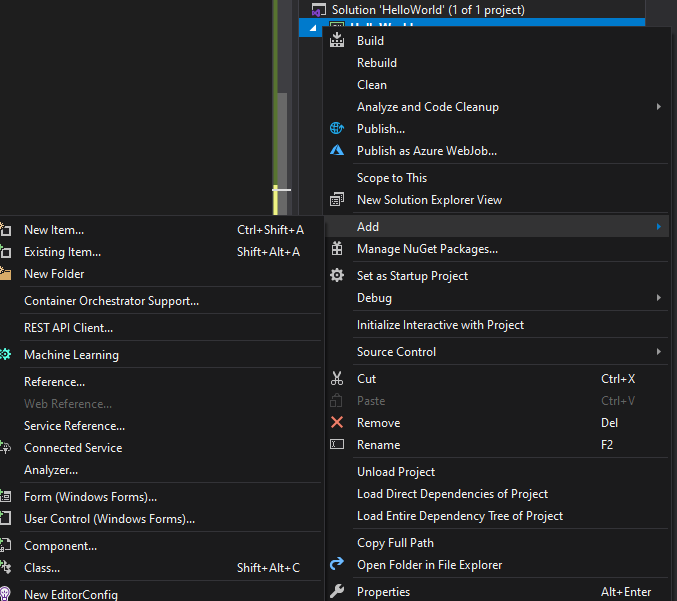 Solution 'HelloWorld' (1 of 1 project)
Build
Rebuild
Clean
Analyze and Code Cleanup
Publish...
Publish as Azure WebJob...
Scope to This
New Solution Explorer View
Add
Manage NuGet Packages...
Set as Startup Project
Debug
Initialize Interactive with Project
Source Control
Cut Ctrl+X
Paste Ctrl+V
Remove Del
Rename F2
Unload Project
Load Direct Dependencies of Project
Load Entire Dependency Tree of Project
Copy Full Path
Open Folder in File Explorer
Properties Alt+Enter
New Item... Ctrl+Shift+A
Existing Item... Shift+Alt+A
New Folder
Container Orchestrator Support...
REST API Client...
Machine Learning
Reference...
Web Reference...
Service Reference...
Connected Service
Analyzer...
Form (Windows Forms)...
User Control (Windows Forms)...
Component...
Class... Shift+Alt+C
New EditorConfig